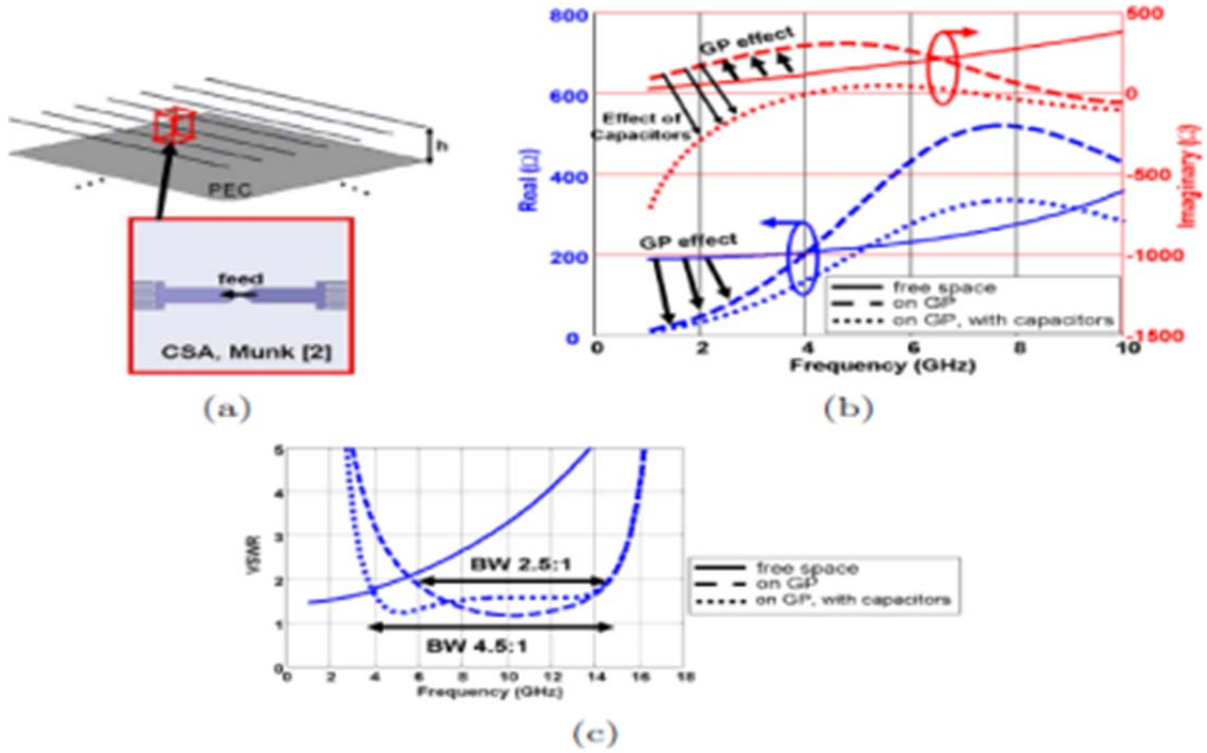 h
PEC
feed
CSA, Munk [2]
(a)
800
600
400
200
0
Real (Ω)
500
0
-500
-1000
-1500
Imaginary (Ω)
GP effect
Effect of
Capacitors
GP effect
free space
on GP
on GP, with capacitors
0 2 4 6 8 10
Frequency (GHz)
(b)
5
4
3
2
1
0
VSWR
BW 2.5:1
BW 4.5:1
0 2 4 6 8 10 12 14 16 18
Frequency (GHz)
free space
on GP
on GP, with capacitors
(c)